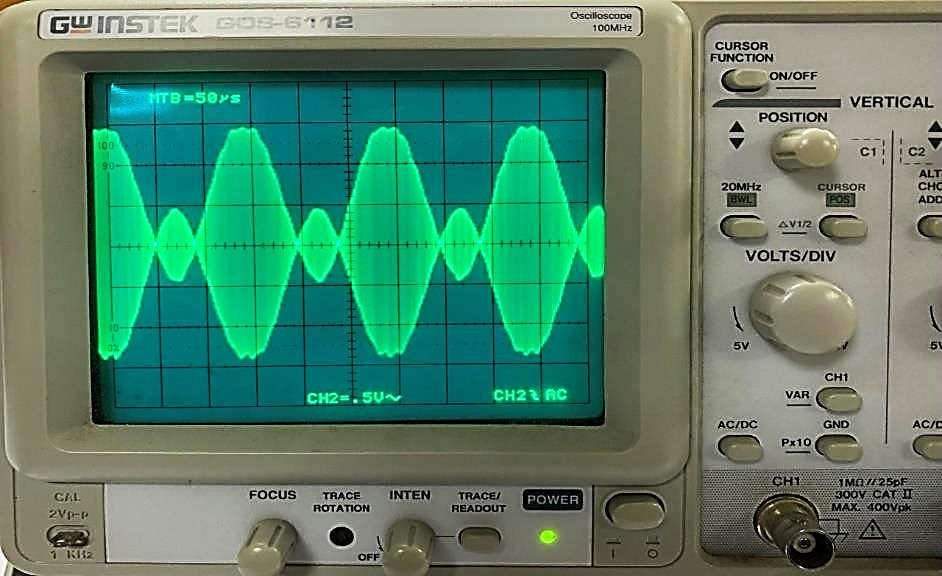 GWINSTEK GOS-6112
Oscilloscope
100MHz
MTB=50µs
100
90
10
0%
CH2=.5V~
CH2 AC
CURSOR
FUNCTION
ON/OFF
VERTICAL
POSITION
C1
C2
20MHz
BWL
CURSOR
POS
△V1/2
ALT
CHO
ADD
VOLTS/DIV
5V
5V
CH1
VAR
AC/DC
Px10
GND
AC/D
CH1
1MΩ//25pF
300V CAT II
MAX. 400Vpk
CAL
2Vp-p
1 KHz
FOCUS
TRACE
ROTATION
INTEN
OFF
TRACE/
READOUT
POWER